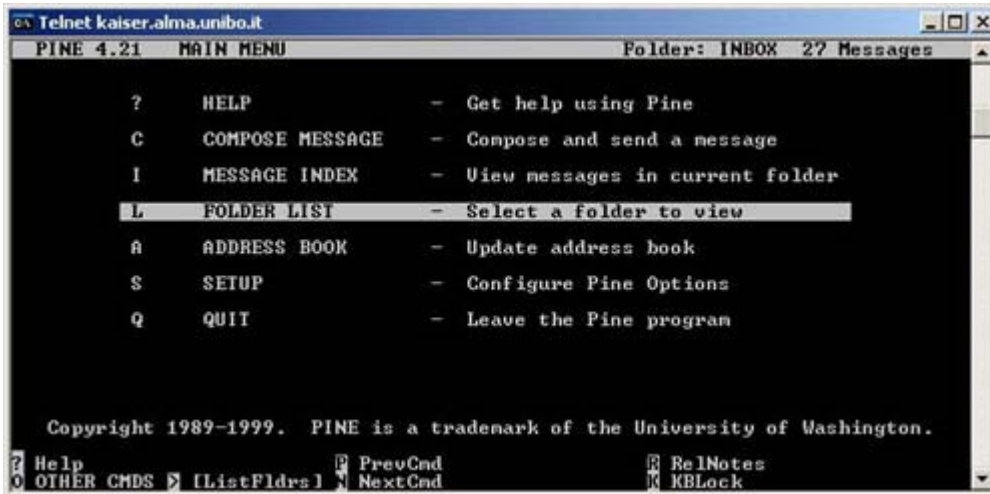 Telnet kaiser.alma.unibo.it
PINE 4.21 MAIN MENU Folder: INBOX 27 Messages
? HELP - Get help using Pine
C COMPOSE MESSAGE - Compose and send a message
I MESSAGE INDEX - View messages in current folder
L FOLDER LIST - Select a folder to view
A ADDRESS BOOK - Update address book
S SETUP - Configure Pine Options
Q QUIT - Leave the Pine program
Copyright 1989-1999. PINE is a trademark of the University of Washington.
? Help P PrevCmd R RelNotes
O OTHER CMDS > [ListFldrs] N NextCmd K KBLock